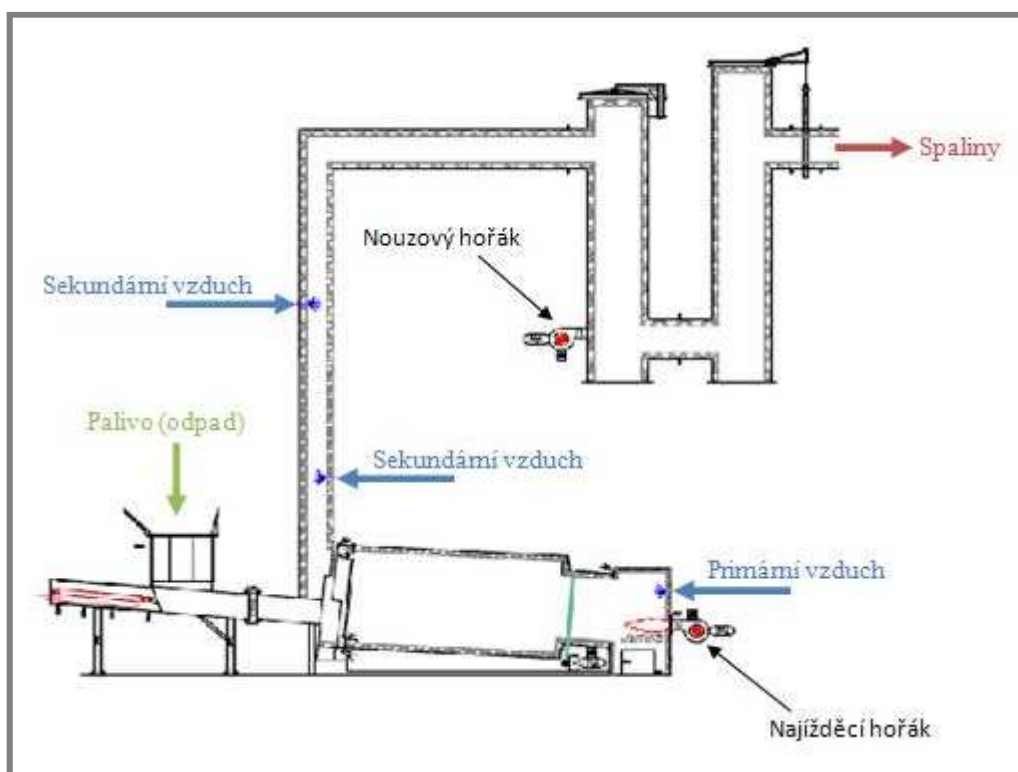 Spaliny
Nouzový hořák
Sekundární vzduch
Palivo (odpad)
Sekundární vzduch
Primární vzduch
Najížděcí hořák